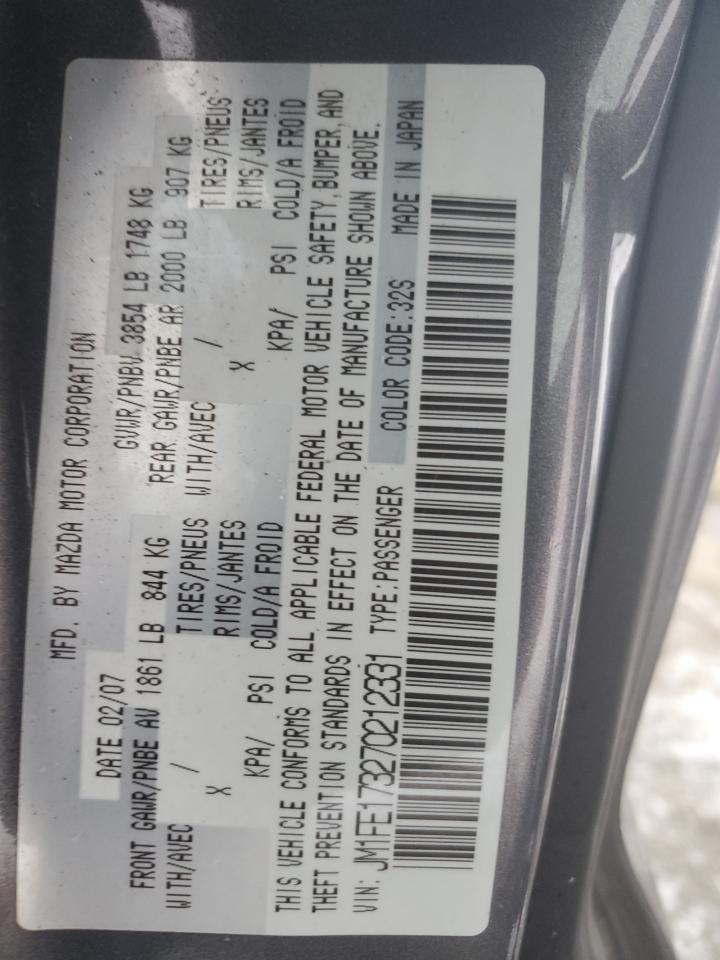 MFD. BY MAZDA MOTOR CORPORATION
DATE 02/07 GVWR/PNBV 3854 LB 1748 KG
FRONT GAWR/PNBE AV 1861 LB 844 KG REAR GAWR/PNBE AR 2000 LB 907 KG
WITH/AVEC / TIRES/PNEUS WITH/AVEC / TIRES/PNEUS
X RIMS/JANTES X RIMS/JANTES
KPA/ PSI COLD/A FROID KPA/ PSI COLD/A FROID
THIS VEHICLE CONFORMS TO ALL APPLICABLE FEDERAL MOTOR VEHICLE SAFETY, BUMPER, AND
THEFT PREVENTION STANDARDS IN EFFECT ON THE DATE OF MANUFACTURE SHOWN ABOVE.
VIN: JM1FE173270212331 TYPE:PASSENGER COLOR CODE:32S MADE IN JAPAN